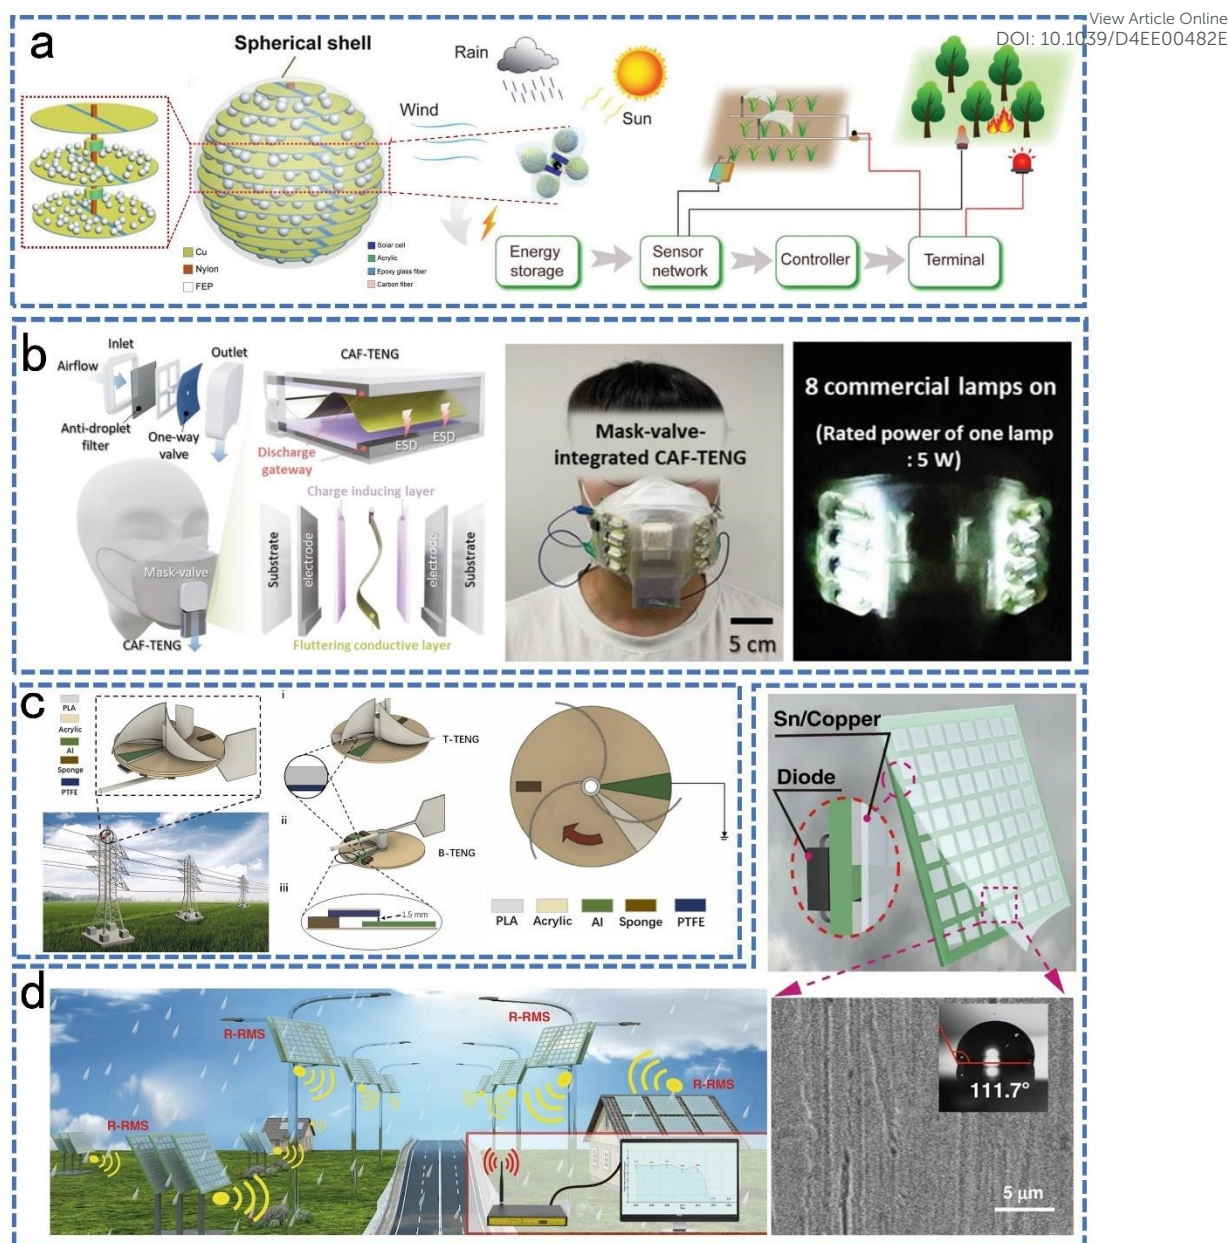 View Article Online
DOI: 10.1039/D4EE00482E
a
Spherical shell
Rain
Wind
Sun
Cu
Nylon
FEP
Solar cell
Acrylic
Epoxy glass fiber
Carbon fiber
Energy
storage
Sensor
network
Controller
Terminal
b
Inlet
Airflow
Outlet
Anti-droplet
filter
One-way
valve
Mask-valve
CAF-TENG
CAF-TENG
ESD
ESD
Discharge
gateway
Charge inducing layer
Substrate
electrode
electrode
Substrate
Fluttering conductive layer
Mask-valve-
integrated CAF-TENG
5 cm
8 commercial lamps on
(Rated power of one lamp
: 5 W)
c
PLA
Acrylic
Al
Sponge
PTFE
i
T-TENG
ii
B-TENG
iii
1.5 mm
PLA
Acrylic
Al
Sponge
PTFE
Sn/Copper
Diode
d
R-RMS
R-RMS
R-RMS
R-RMS
111.7°
5 μm